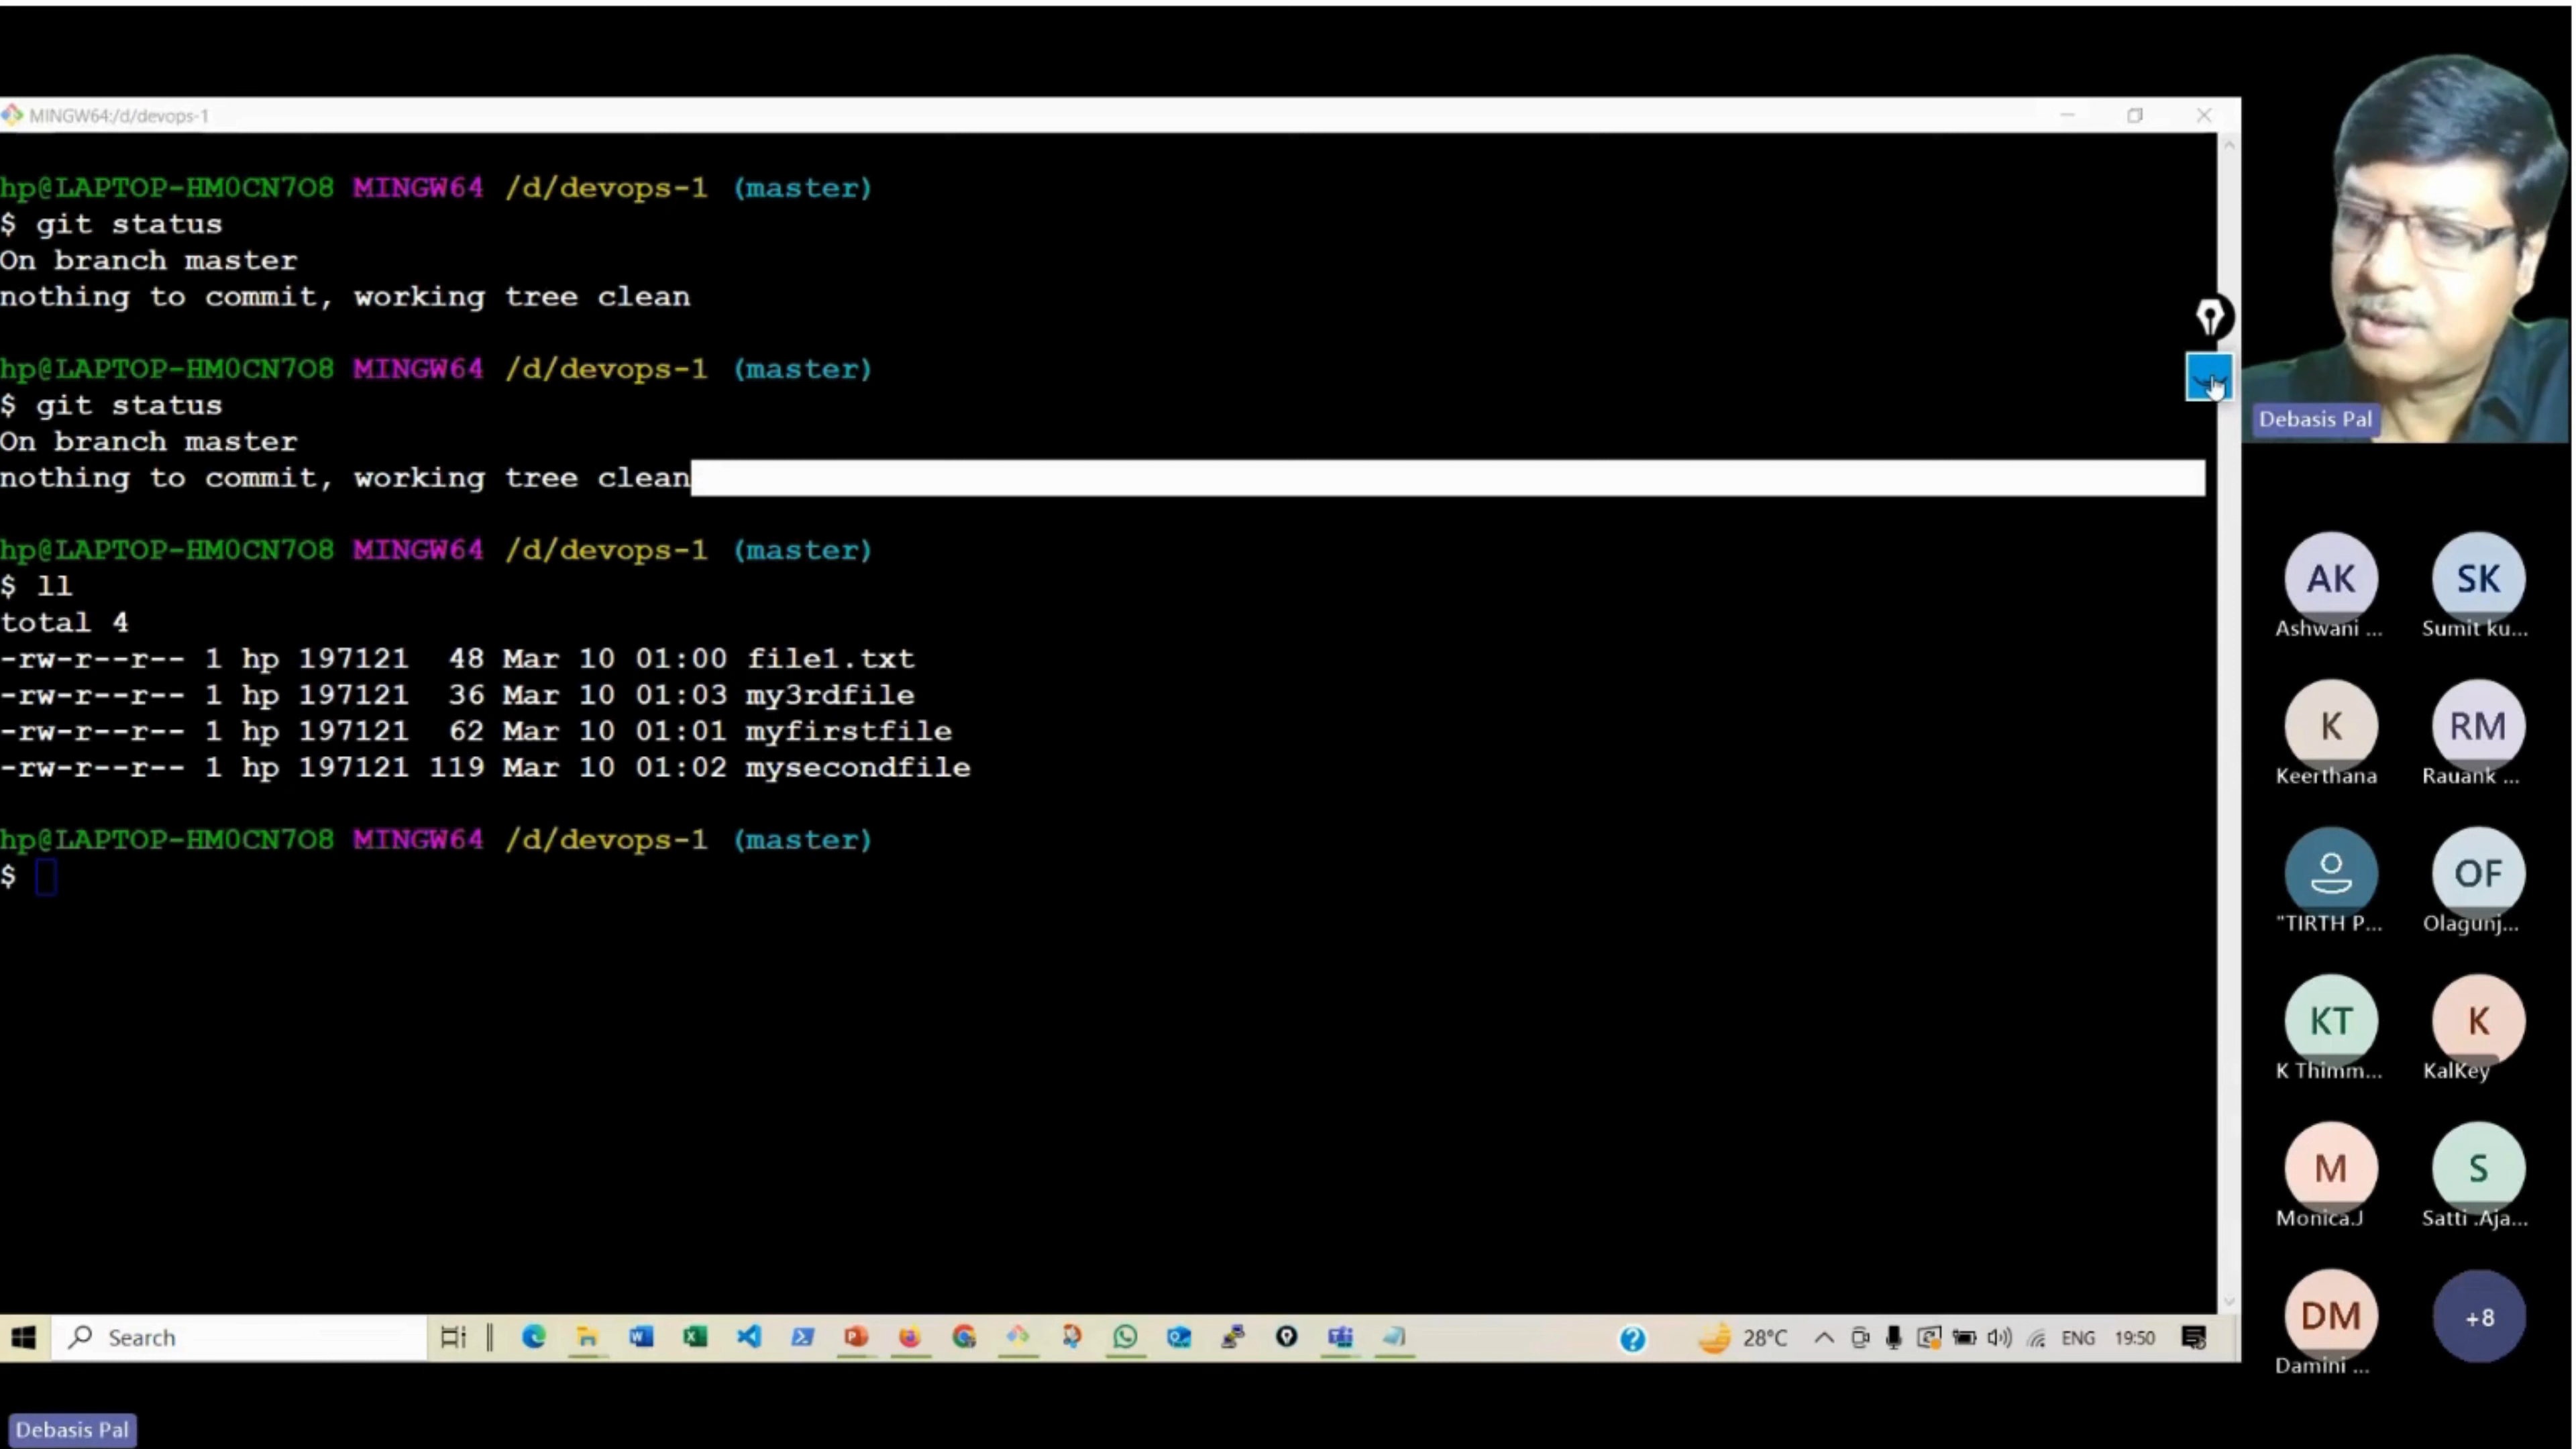 MINGW64:/d/devops-1
hp@LAPTOP-HM0CN7O8 MINGW64 /d/devops-1 (master)
$ git status
On branch master
nothing to commit, working tree clean
hp@LAPTOP-HM0CN7O8 MINGW64 /d/devops-1 (master)
$ git status
On branch master
nothing to commit, working tree clean
hp@LAPTOP-HM0CN7O8 MINGW64 /d/devops-1 (master)
$ ll
total 4
-rw-r--r-- 1 hp 197121  48 Mar 10 01:00 file1.txt
-rw-r--r-- 1 hp 197121  36 Mar 10 01:03 my3rdfile
-rw-r--r-- 1 hp 197121  62 Mar 10 01:01 myfirstfile
-rw-r--r-- 1 hp 197121 119 Mar 10 01:02 mysecondfile
hp@LAPTOP-HM0CN7O8 MINGW64 /d/devops-1 (master)
$
Debasis Pal
AK SK
Ashwani ... Sumit ku...
K RM
Keerthana Rauank ...
OF
"TIRTH P... Olagunj...
KT K
K Thimm... KalKey
M S
Monica.J Satti .Aja...
DM +8
Damini ...
Search 28°C ENG 19:50
Debasis Pal